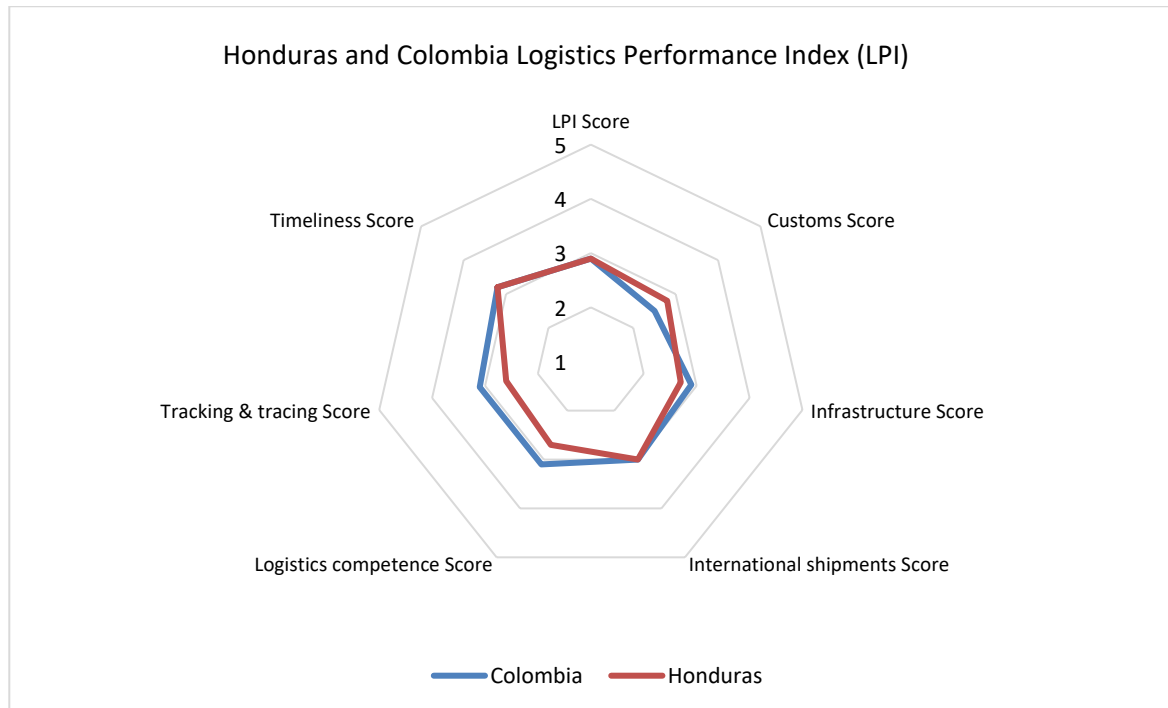 Honduras and Colombia Logistics Performance Index (LPI)
LPI Score
5
4
Timeliness Score
Customs Score
3
2
1
Tracking & tracing Score
Infrastructure Score
Logistics competence Score
International shipments Score
Colombia
Honduras